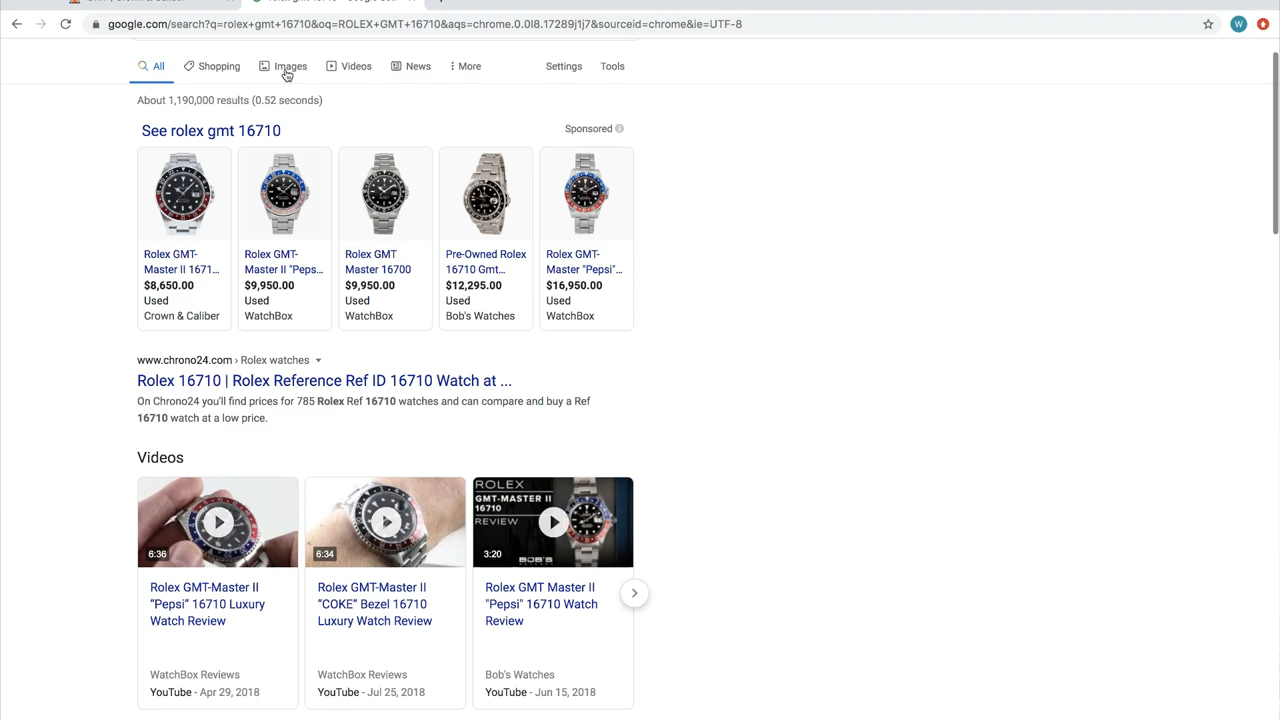 google.com/search?q=rolex+gmt+16710&oq=ROLEX+GMT+16710&aqs=chrome.0.0l8.17289j1j7&sourceid=chrome&ie=UTF-8
W
All Shopping Images Videos News More Settings Tools
About 1,190,000 results (0.52 seconds)
See rolex gmt 16710
Sponsored
Rolex GMT-
Master II 1671...
$8,650.00
Used
Crown & Caliber
Rolex GMT-
Master II "Peps...
$9,950.00
Used
WatchBox
Rolex GMT
Master 16700
$9,950.00
Used
WatchBox
Pre-Owned Rolex
16710 Gmt...
$12,295.00
Used
Bob's Watches
Rolex GMT-
Master "Pepsi"...
$16,950.00
Used
WatchBox
www.chrono24.com › Rolex watches
Rolex 16710 | Rolex Reference Ref ID 16710 Watch at ...
On Chrono24 you'll find prices for 785 Rolex Ref 16710 watches and can compare and buy a Ref
16710 watch at a low price.
Videos
6:36
Rolex GMT-Master II
“Pepsi” 16710 Luxury
Watch Review
WatchBox Reviews
YouTube - Apr 29, 2018
6:34
Rolex GMT-Master II
“COKE” Bezel 16710
Luxury Watch Review
WatchBox Reviews
YouTube - Jul 25, 2018
ROLEX
GMT-MASTER II
16710
REVIEW
BOB'S
3:20
Rolex GMT Master II
"Pepsi" 16710 Watch
Review
Bob's Watches
YouTube - Jun 15, 2018